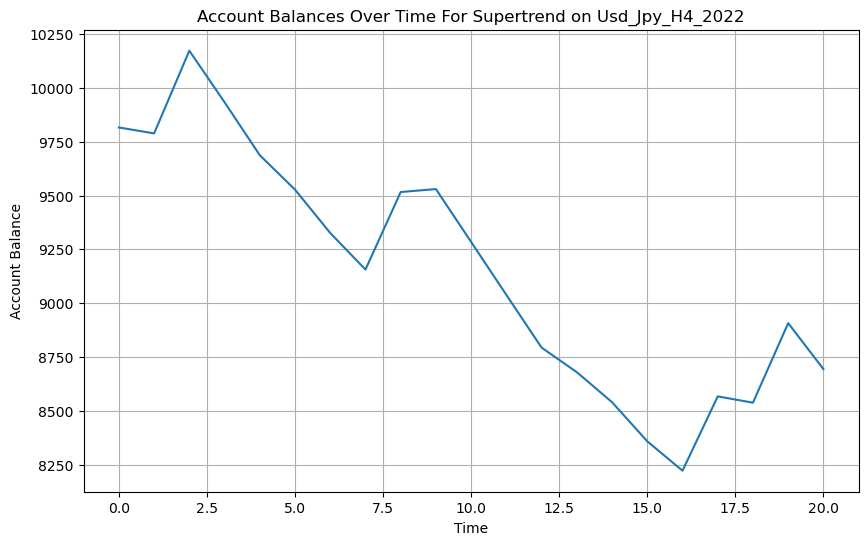 Account Balances Over Time For Supertrend on Usd_Jpy_H4_2022
10250
10000
9750
9500
9250
9000
8750
8500
8250
Account Balance
0.0 2.5 5.0 7.5 10.0 12.5 15.0 17.5 20.0
Time